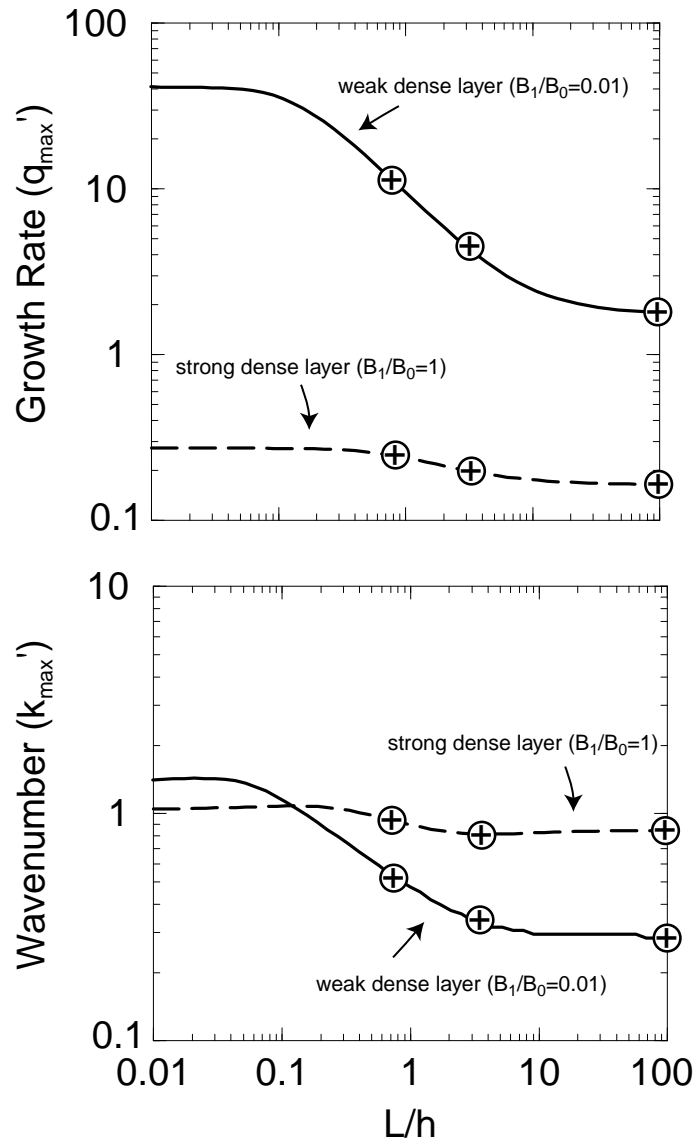 100
weak dense layer (B1/B0=0.01)
10
Growth Rate (qmax')
1
strong dense layer (B1/B0=1)
0.1
10
Wavenumber (kmax')
strong dense layer (B1/B0=1)
1
weak dense layer (B1/B0=0.01)
0.1
0.01 0.1 1 10 100
L/h